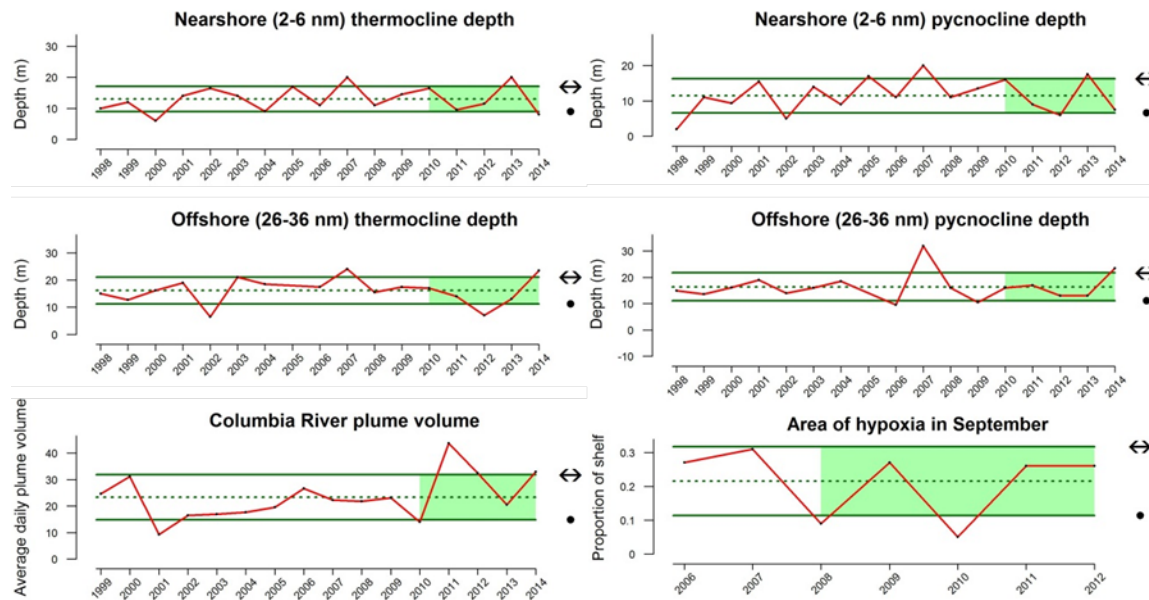 Nearshore (2-6 nm) thermocline depth
Depth (m)
30
20
10
0
1998 1999 2000 2001 2002 2003 2004 2005 2006 2007 2008 2009 2010 2011 2012 2013 2014
Nearshore (2-6 nm) pycnocline depth
Depth (m)
20
10
0
1998 1999 2000 2001 2002 2003 2004 2005 2006 2007 2008 2009 2010 2011 2012 2013 2014
Offshore (26-36 nm) thermocline depth
Depth (m)
30
20
10
0
1998 1999 2000 2001 2002 2003 2004 2005 2006 2007 2008 2009 2010 2011 2012 2013 2014
Offshore (26-36 nm) pycnocline depth
Depth (m)
30
20
10
0
-10
1998 1999 2000 2001 2002 2003 2004 2005 2006 2007 2008 2009 2010 2011 2012 2013 2014
Columbia River plume volume
Average daily plume volume
40
30
20
10
0
1999 2000 2001 2002 2003 2004 2005 2006 2007 2008 2009 2010 2011 2012 2013 2014
Area of hypoxia in September
Proportion of shelf
0.3
0.2
0.1
0
2006 2007 2008 2009 2010 2011 2012